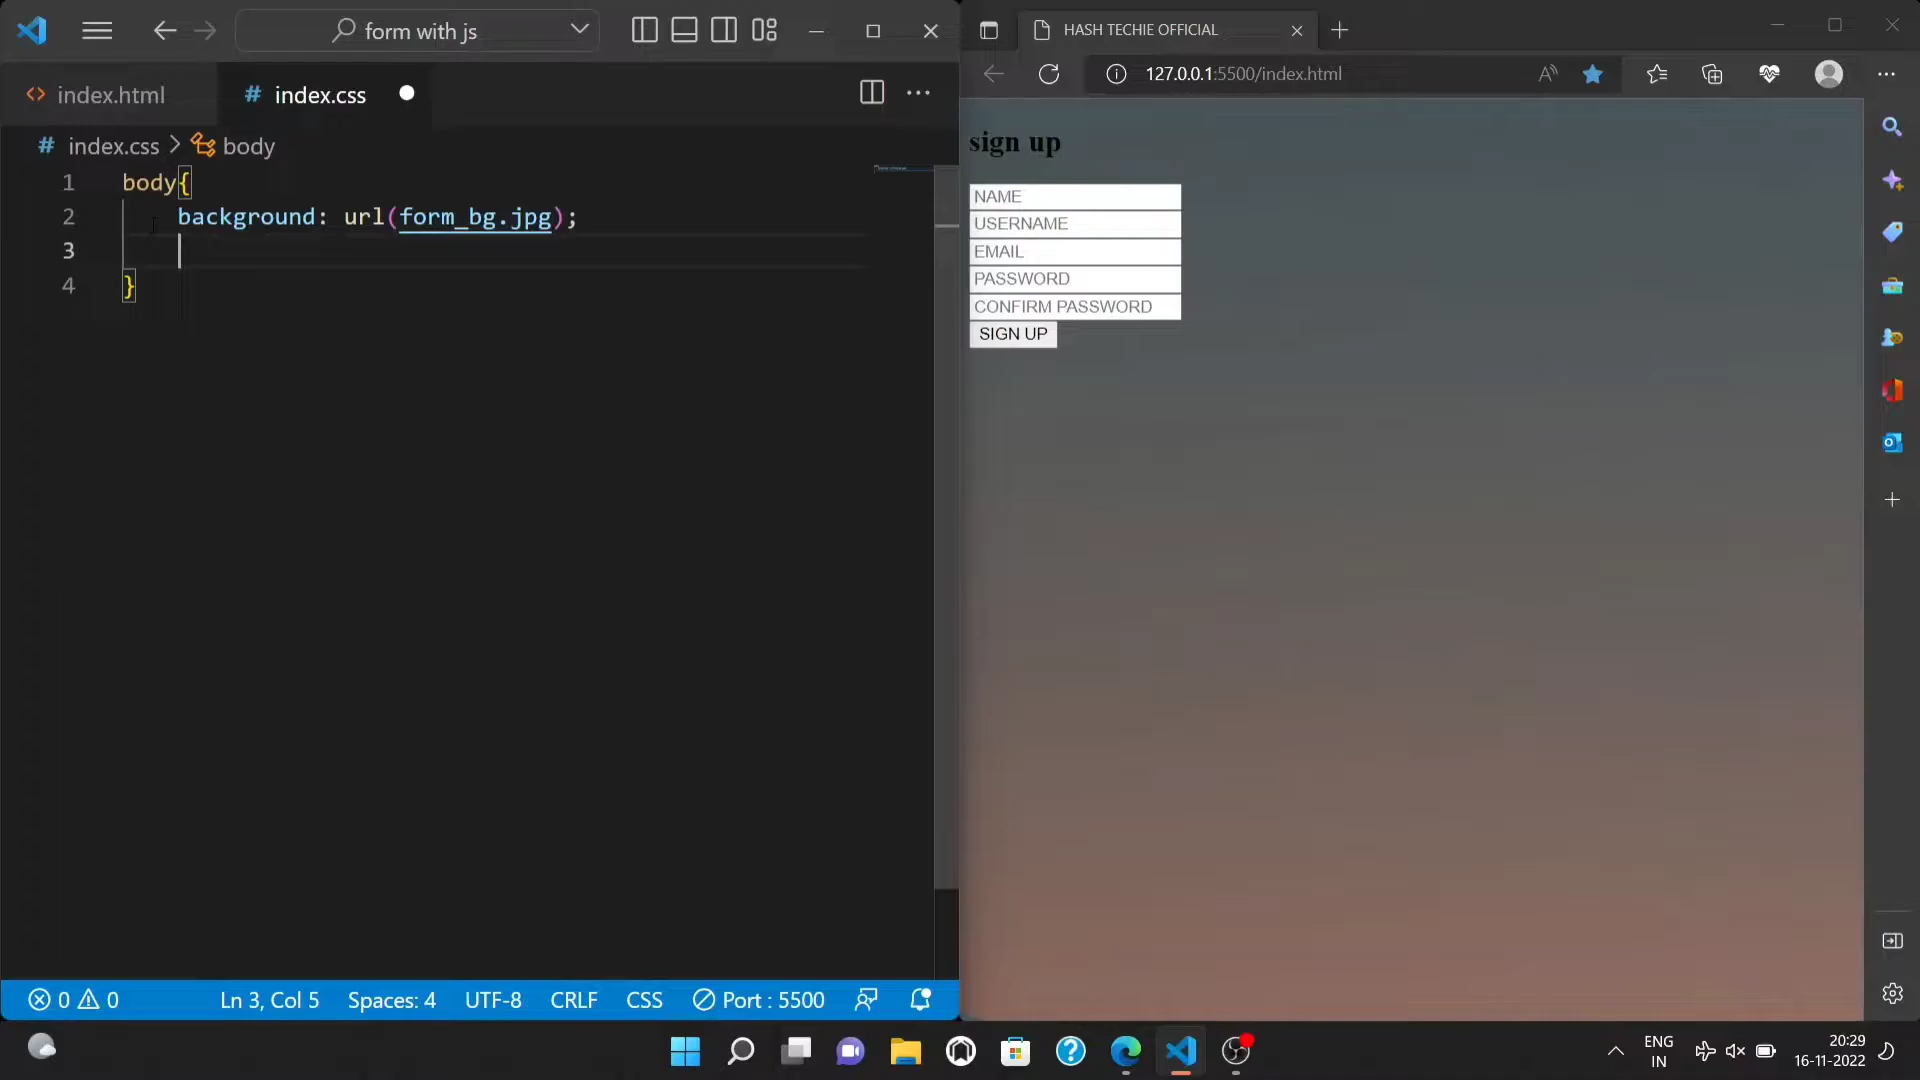 form with js
index.html
# index.css
# index.css > body
1 body{
2 background: url(form_bg.jpg);
3
4 }
0 0 Ln 3, Col 5 Spaces: 4 UTF-8 CRLF CSS Port : 5500
HASH TECHIE OFFICIAL
127.0.0.1:5500/index.html
sign up
NAME
USERNAME
EMAIL
PASSWORD
CONFIRM PASSWORD
SIGN UP
ENG
IN
20:29
16-11-2022